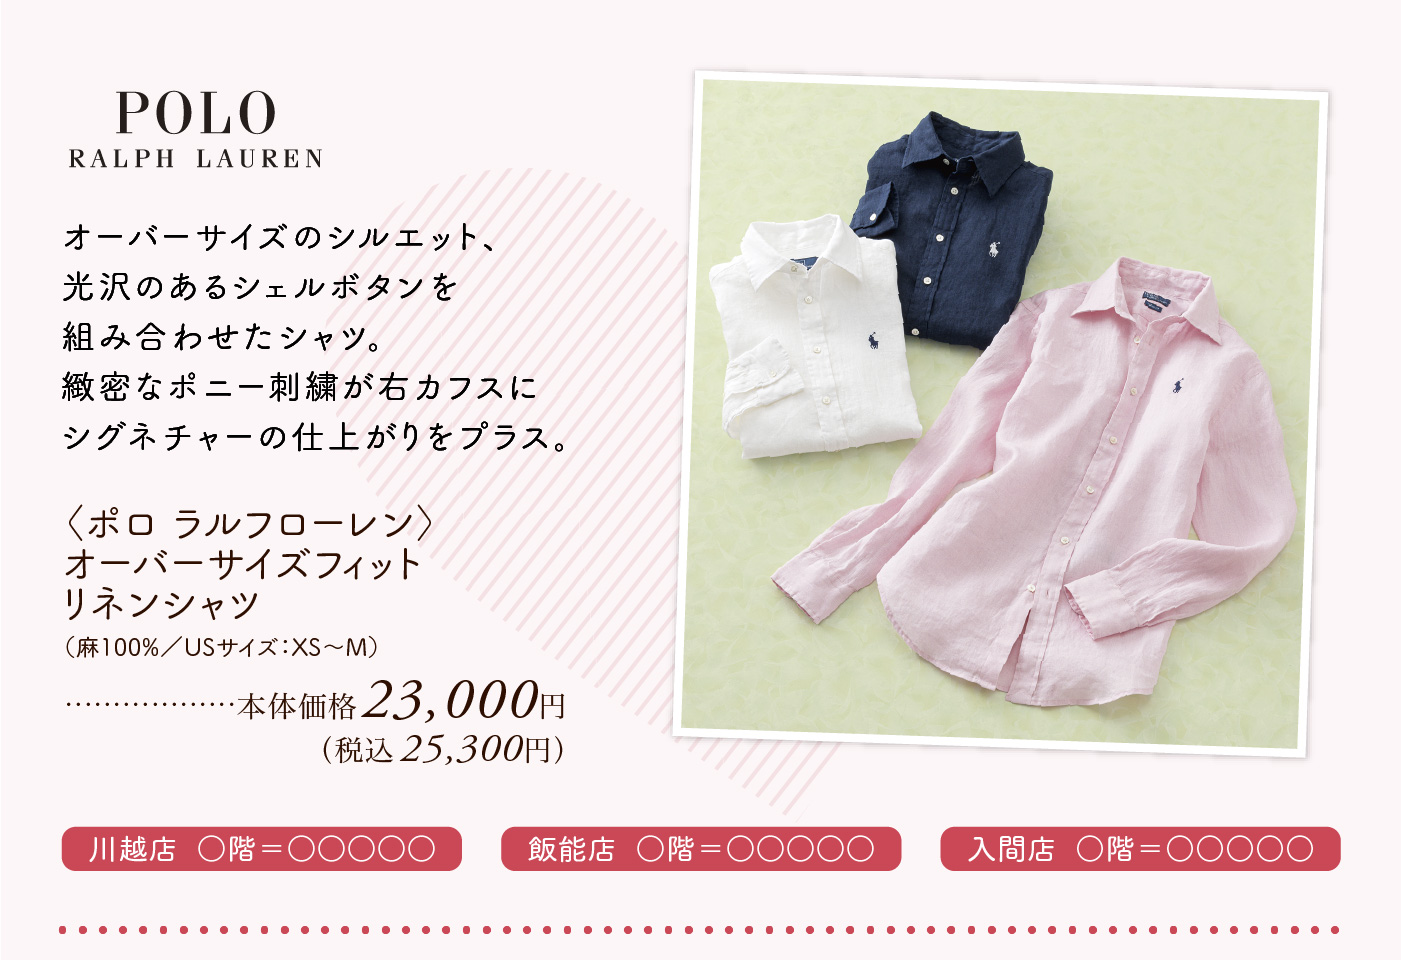 POLO
RALPH LAUREN
オーバーサイズのシルエット、
光沢のあるシェルボタンを
組み合わせたシャツ。
緻密なポニー刺繍が右カフスに
シグネチャーの仕上がりをプラス。
〈ポロ ラルフローレン〉
オーバーサイズフィット
リネンシャツ
（麻100%／USサイズ：XS〜M）
………………本体価格23,000円
（税込25,300円）
川越店 〇階＝〇〇〇〇〇
飯能店 〇階＝〇〇〇〇〇
入間店 〇階＝〇〇〇〇〇